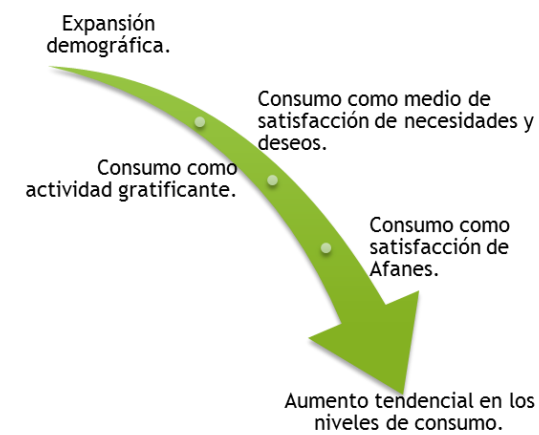 Expansión
demográfica.
Consumo como medio de
satisfacción de necesidades y
deseos.
Consumo como
actividad gratificante.
Consumo como
satisfacción de
Afanes.
Aumento tendencial en los
niveles de consumo.